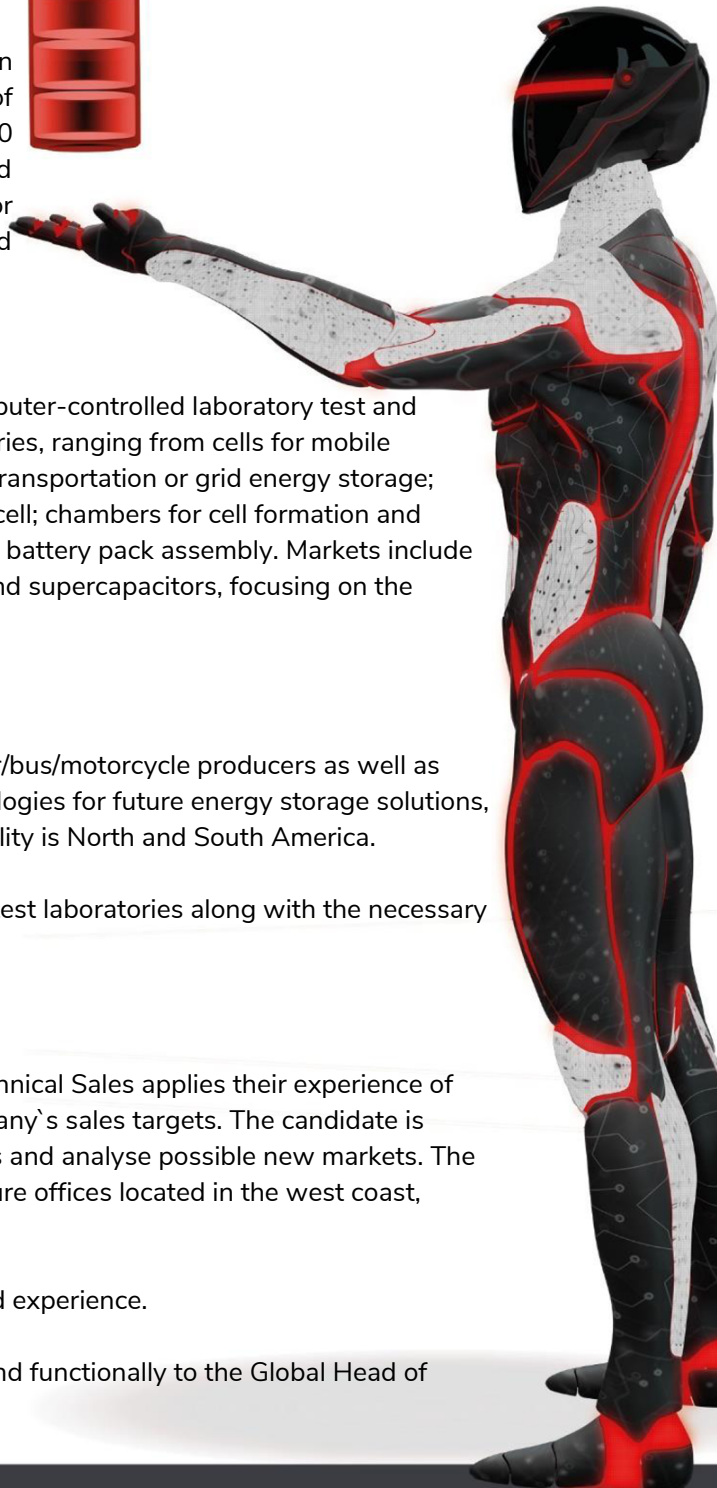 n
of
0
d
or
d
puter-controlled laboratory test and
ries, ranging from cells for mobile
ransportation or grid energy storage;
cell; chambers for cell formation and
battery pack assembly. Markets include
nd supercapacitors, focusing on the
r/bus/motorcycle producers as well as
logies for future energy storage solutions,
lity is North and South America.
test laboratories along with the necessary
hnical Sales applies their experience of
any`s sales targets. The candidate is
s and analyse possible new markets. The
ure offices located in the west coast,
d experience.
nd functionally to the Global Head of